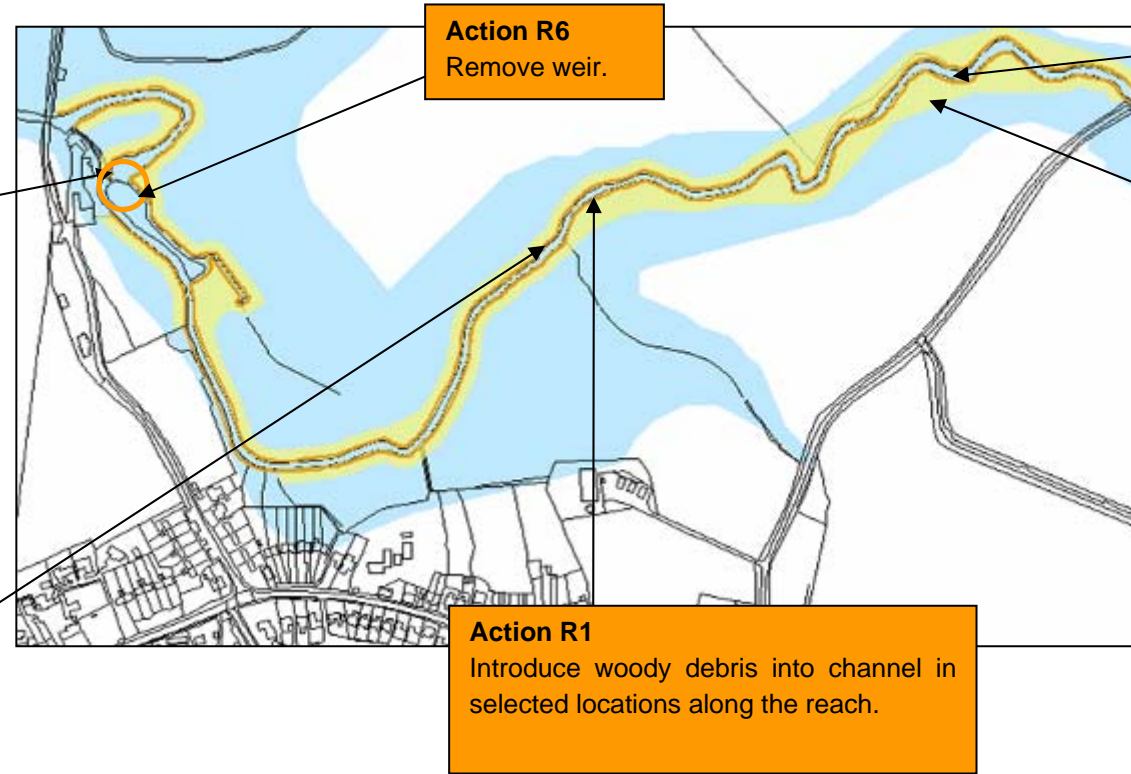 Action R6
Remove weir.
Action R1
Introduce woody debris into channel in
selected locations along the reach.